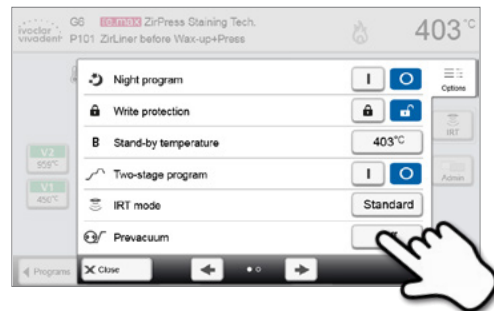 ivoclar
vivadent
G6 IPS e.max ZirPress Staining Tech.
P101 ZirLiner before Wax-up+Press
403°C
Night program
I O
Options
Write protection
B Stand-by temperature
403°C
IRT
V2
959°C
Two-stage program
I O
Admin
V1
450°C
IRT mode
Standard
Prevacuum
Programs
Close